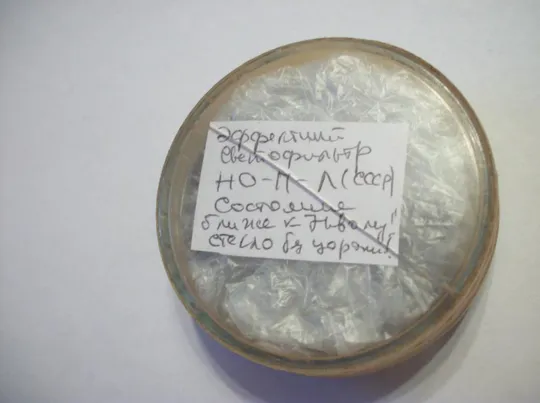 Эффектный
Светофильтр
НО-П-Л (СССР)
Состояние
ближе к "Новому"
стекло без царапин!